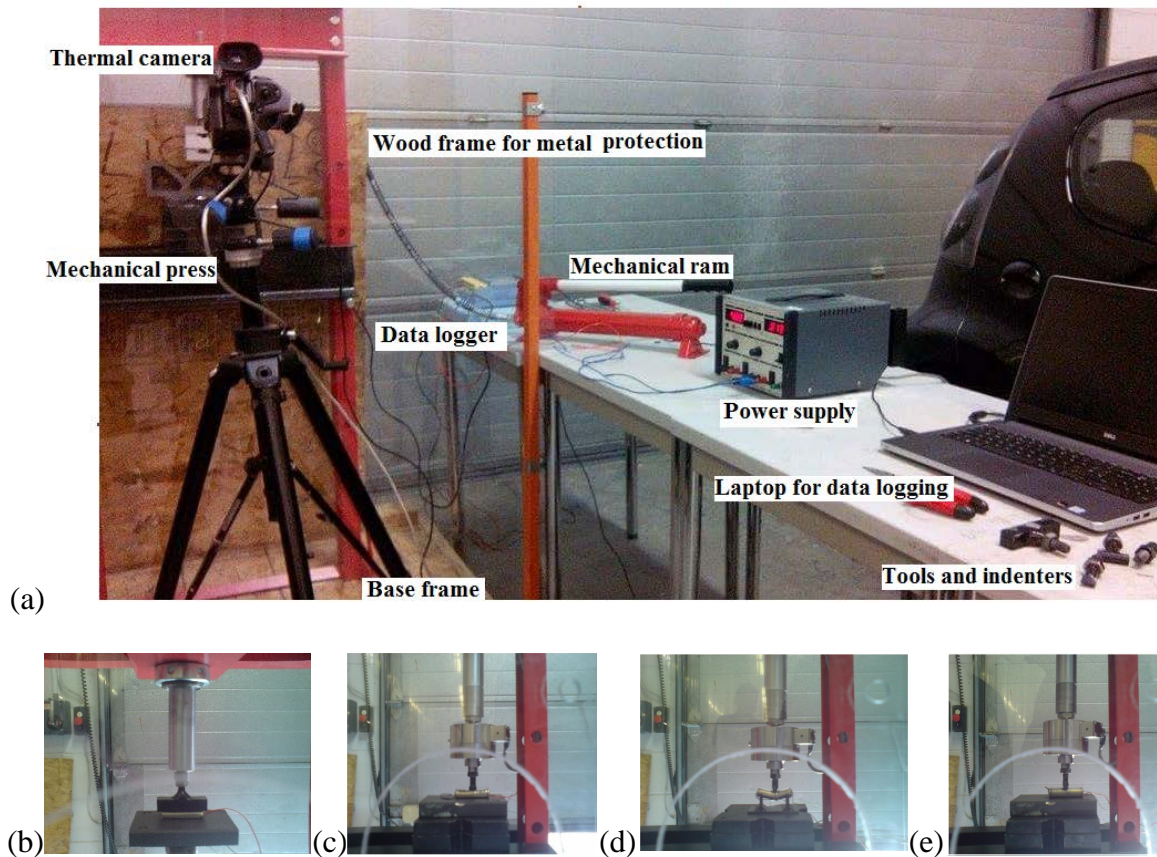 Thermal camera
Wood frame for metal protection
Mechanical press
Mechanical ram
Data logger
Power supply
Laptop for data logging
Base frame
Tools and indenters
(a)
(b) (c) (d) (e)